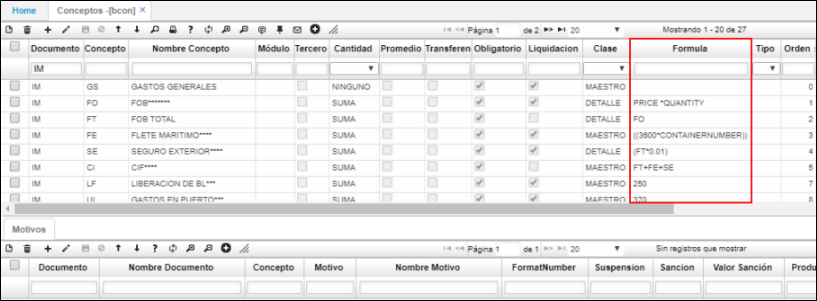 Home Conceptos -[bcon] ×
Página 1 de 2 20 Mostrando 1 - 20 de 27
Documento Concepto Nombre Concepto Módulo Tercero Cantidad Promedio Transferen Obligatorio Liquidacion Clase Formula Tipo Orden
IM
IM GS GASTOS GENERALES NINGUNO MAESTRO 0
IM FO FOB******* SUMA DETALLE PRICE *QUANTITY 1
IM FT FOB TOTAL SUMA DETALLE FO 2
IM FE FLETE MARITIMO**** SUMA MAESTRO ((3600*CONTAINERNUMBER)) 3
IM SE SEGURO EXTERIOR**** SUMA DETALLE (FT*0.01) 4
IM CI CIF**** SUMA MAESTRO FT+FE+SE 5
IM LF LIBERACION DE BL*** SUMA MAESTRO 250 7
IM UI GASTOS EN PUERTO*** SUMA MAESTRO 370 8
Motivos
Página 1 de 1 20 Sin registros que mostrar
Documento Nombre Documento Concepto Motivo Nombre Motivo FormatNumber Suspension Sancion Valor Sanción Produ